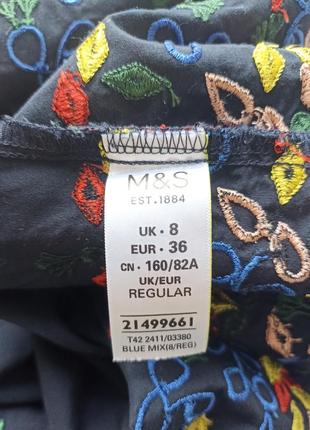 M&S
EST. 1884
UK • 8
EUR • 36
CN • 160/82A
UK/EUR
REGULAR
21499661
T42 2411/03380
BLUE MIX(8/REG)